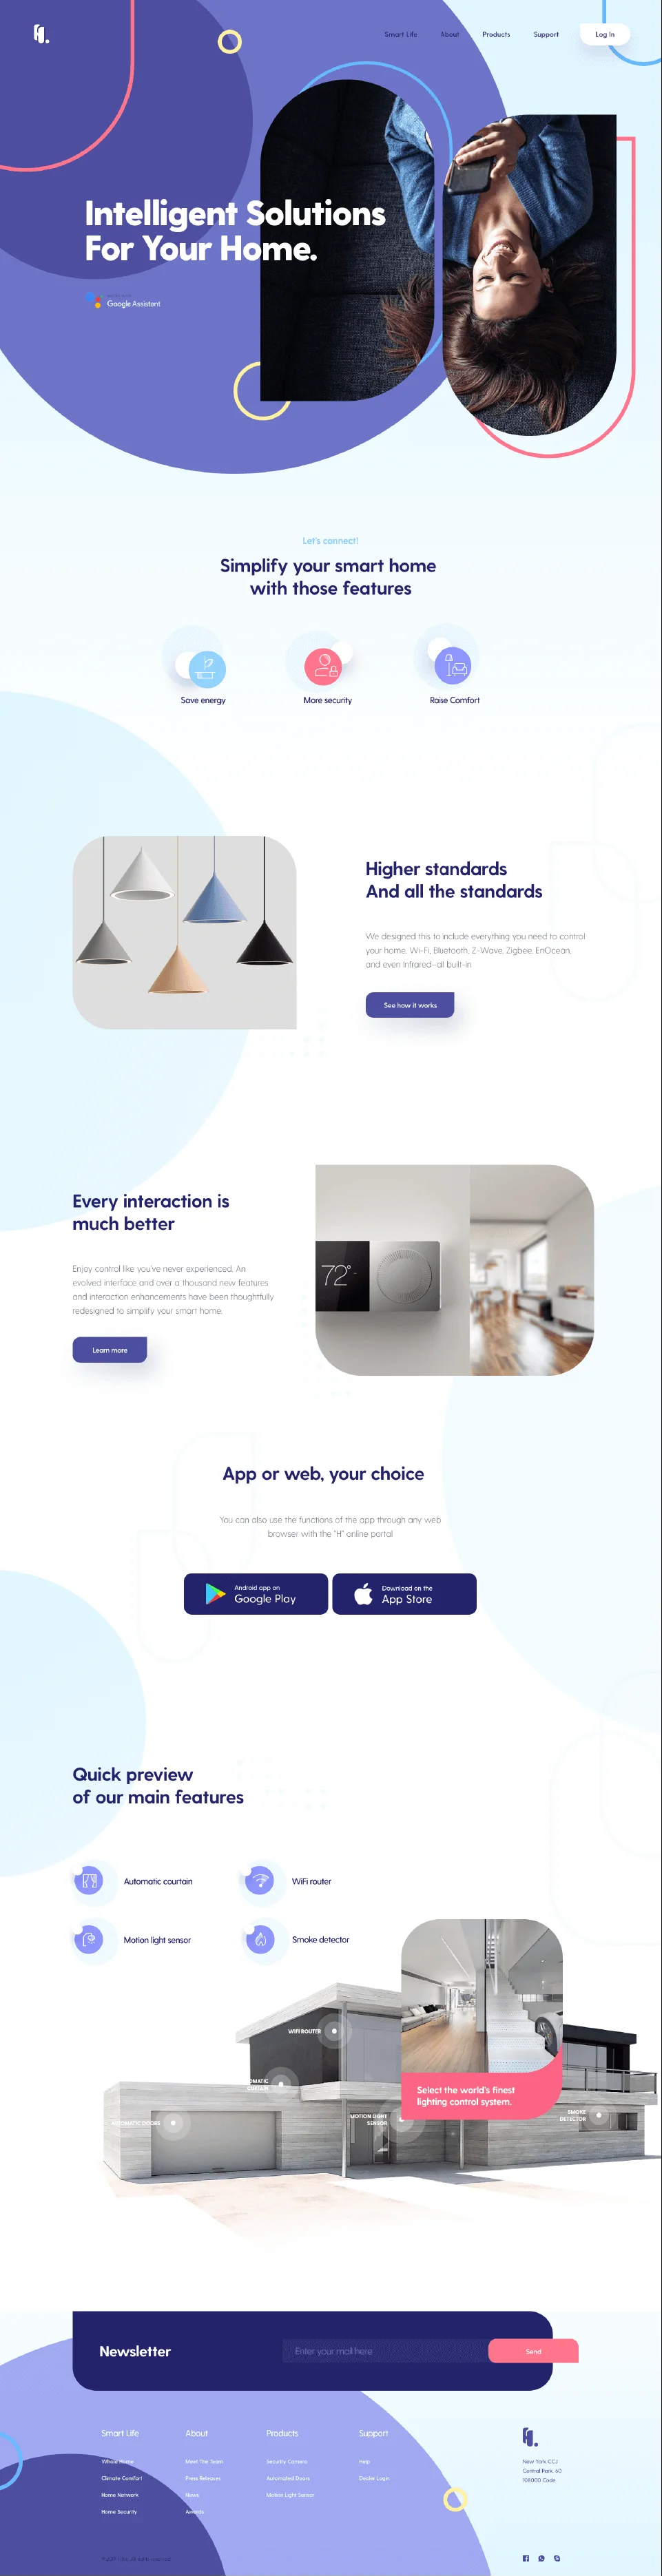 Smart Life
About
Products
Support
Log In
Intelligent Solutions
For Your Home.
Google Assistant
Let's connect!
Simplify your smart home
with those features
Save energy
More security
Raise Comfort
Higher standards
And all the standards
We designed this to include everything you need to control
your home. Wi-Fi, Bluetooth, Z-Wave, Zigbee, EnOcean,
and even Infrared—all built-in
See how it works
Every interaction is
much better
Enjoy control like you've never experienced. An
evolved interface and over a thousand new features
and interaction enhancements have been thoughtfully
redesigned to simplify your smart home.
Learn more
72°
App or web, your choice
You can also use the functions of the app through any web
browser with the "H" online portal
Android app on
Google Play
Download on the
App Store
Quick preview
of our main features
Automatic courtain
WiFi router
Motion light sensor
Smoke detector
WIFI ROUTER
OMATIC
CURTAIN
AUTOMATIC DOORS
MOTION LIGHT
SENSOR
SMOKE
DETECTOR
Select the world's finest
lighting control system.
Newsletter
Enter your mail here
Send
Smart Life
Whole Home
Climate Comfort
Home Network
Home Security
About
Meet The Team
Press Releases
News
Awards
Products
Security Camera
Automated Doors
Motion Light Sensor
Support
Help
Dealer Login
New York CCJ
Central Park 60
108000 Code